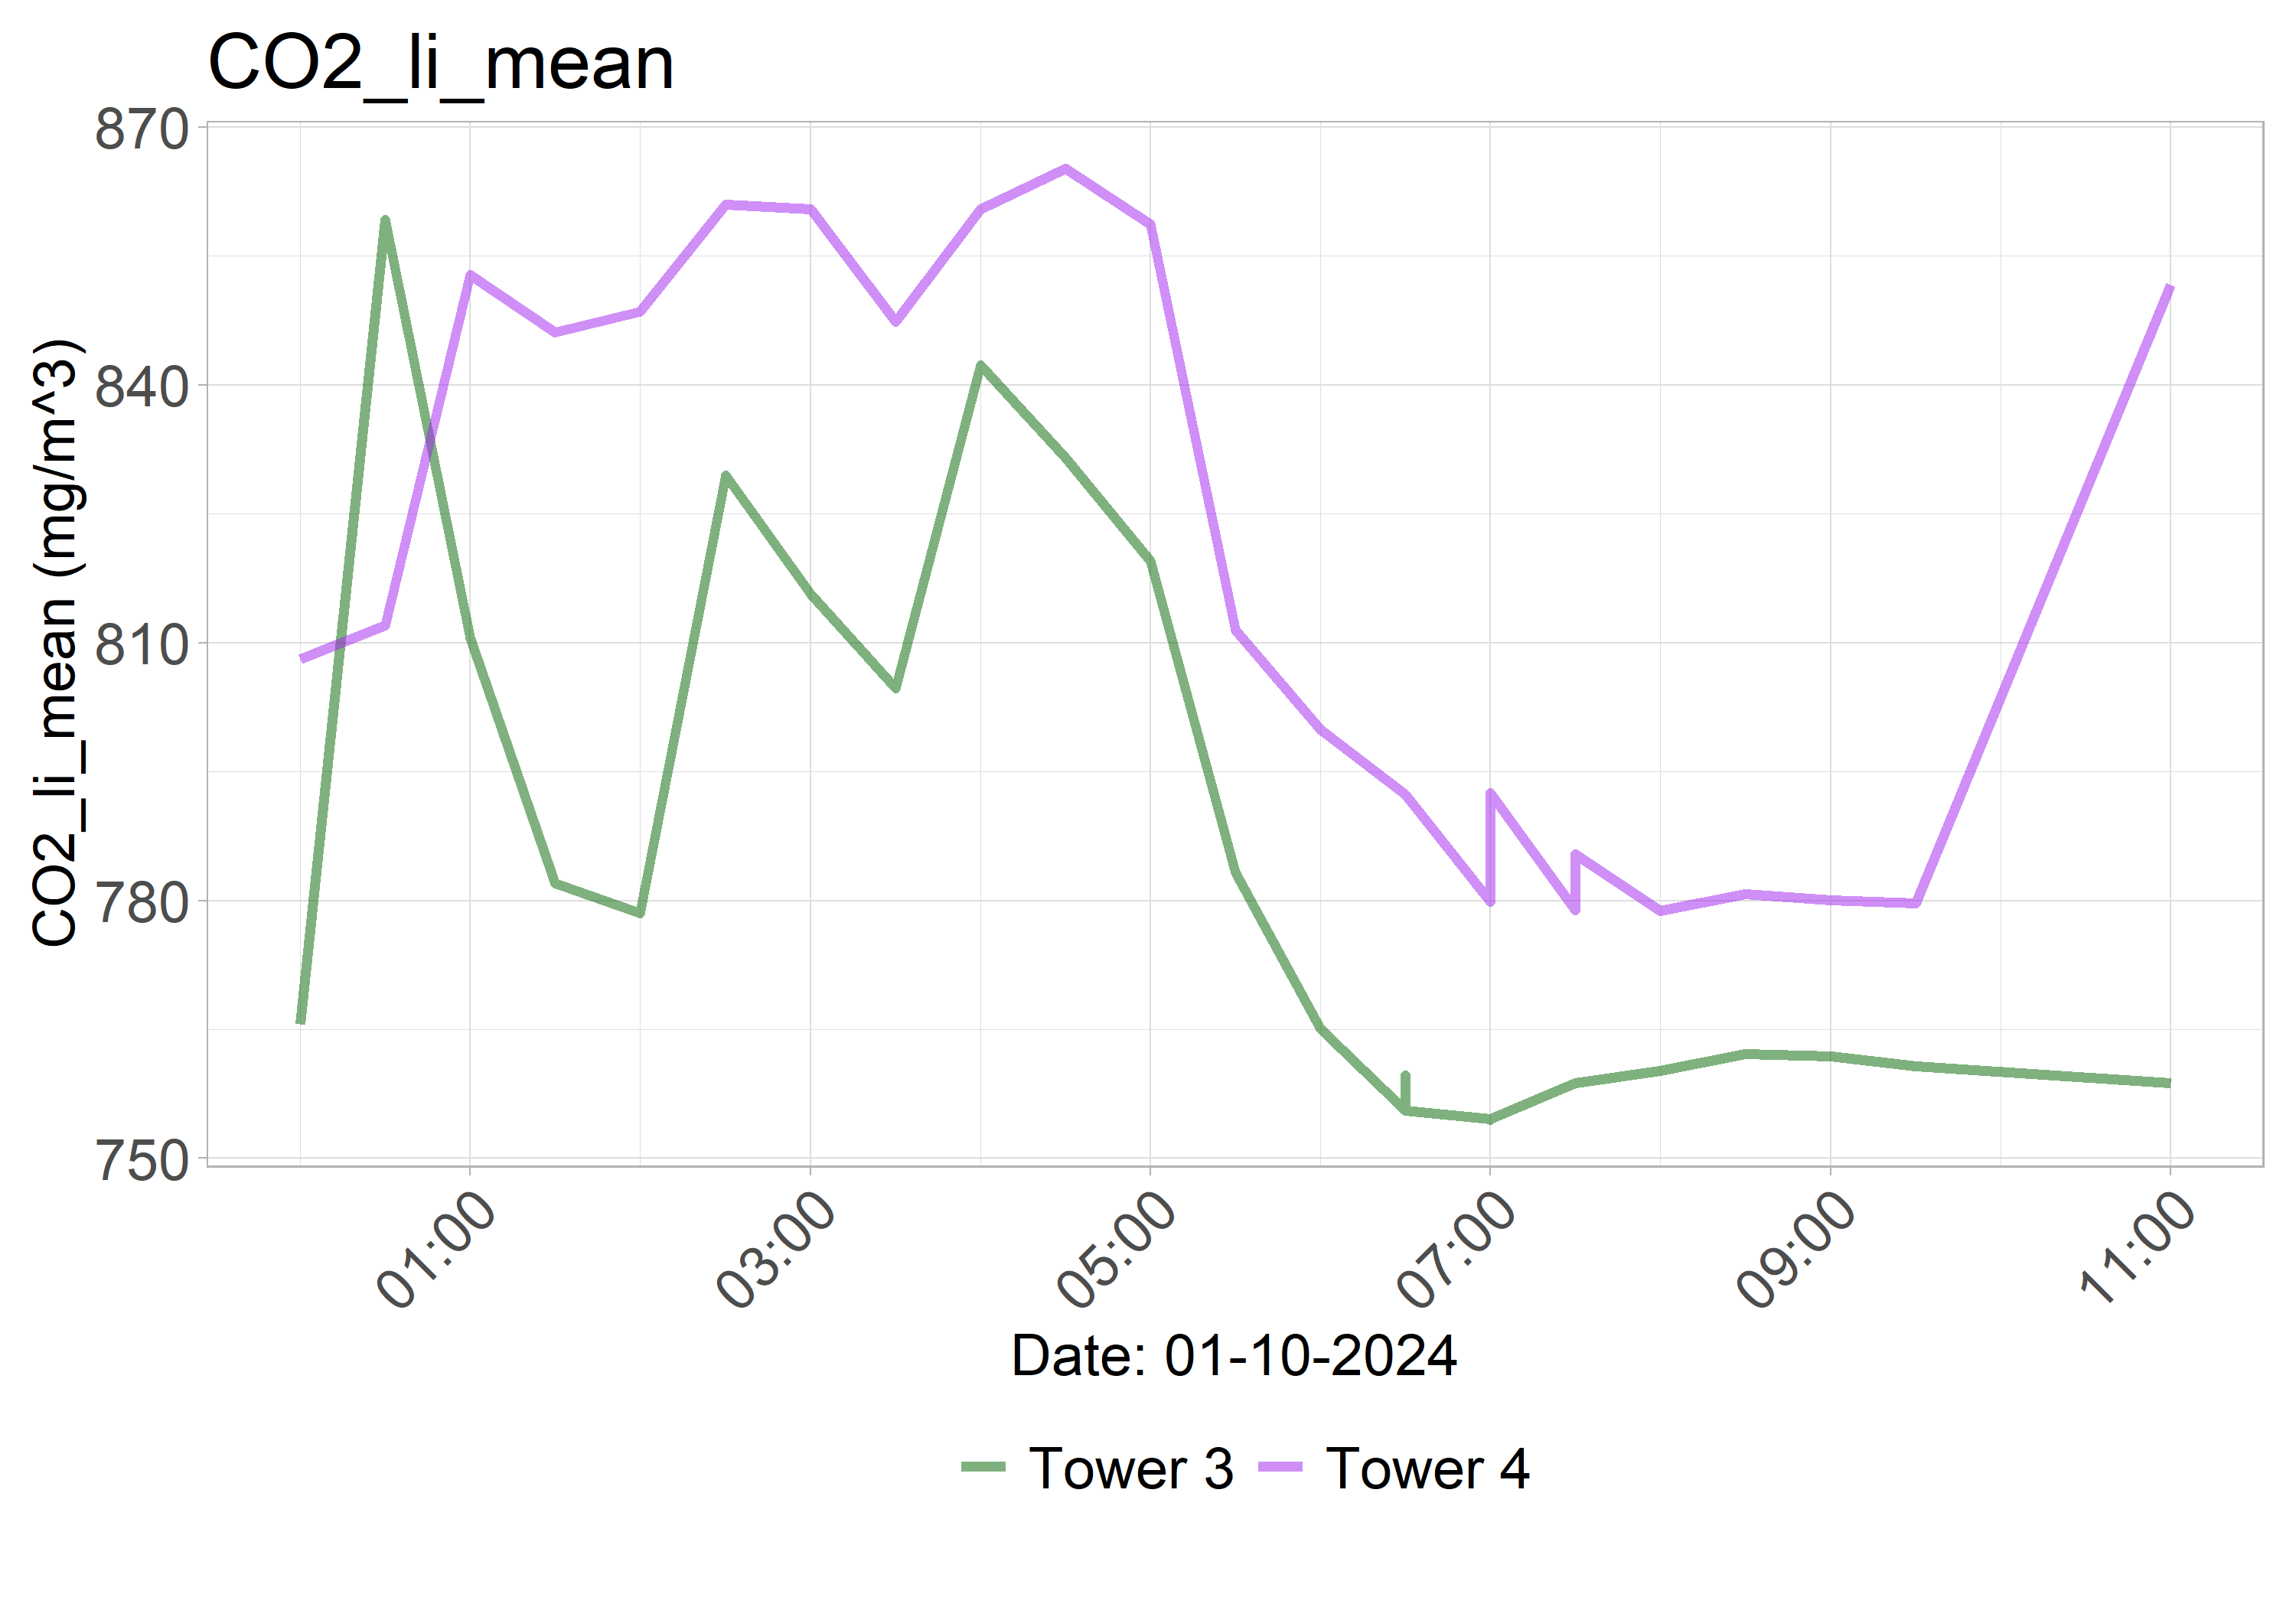 CO2_li_mean
CO2_li_mean (mg/m^3)
870
840
810
780
750
01:00
03:00
05:00
07:00
09:00
11:00
Date: 01-10-2024
Tower 3
Tower 4